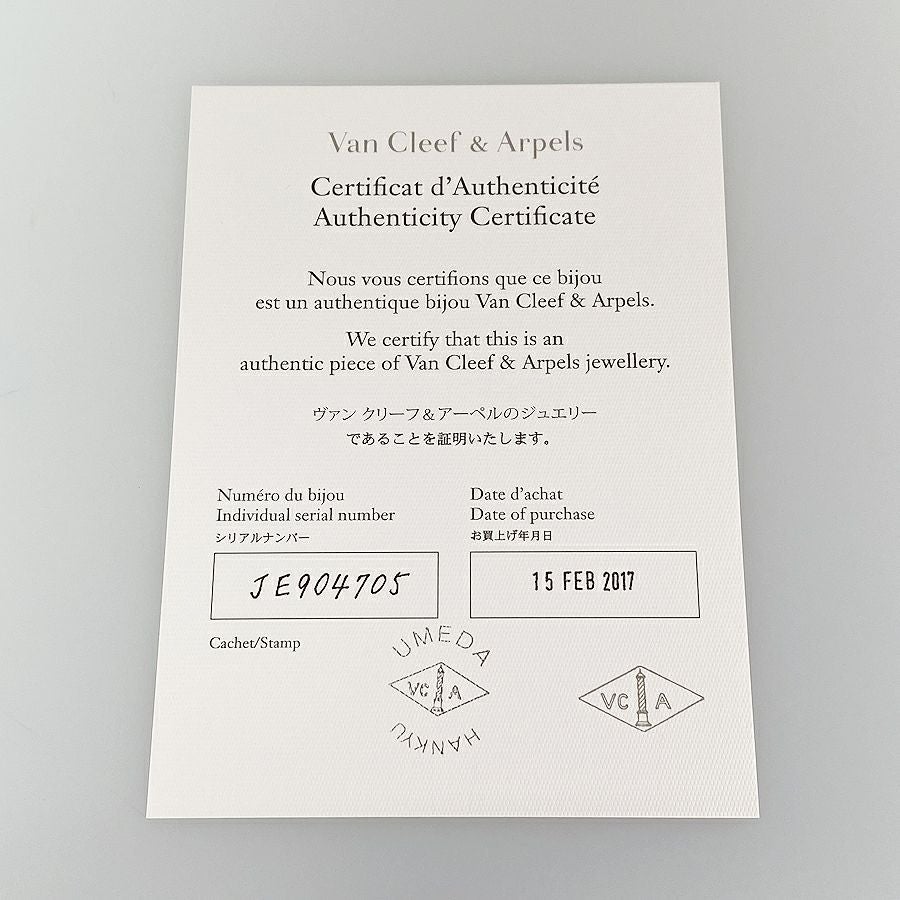 Van Cleef & Arpels
Certificat d'Authenticité
Authenticity Certificate
Nous vous certifions que ce bijou
est un authentique bijou Van Cleef & Arpels.
We certify that this is an
authentic piece of Van Cleef & Arpels jewellery.
ヴァン クリーフ＆アーペルのジュエリー
であることを証明いたします。
Numéro du bijou
Individual serial number
シリアルナンバー
JE904705
Date d'achat
Date of purchase
お買上げ年月日
15 FEB 2017
Cachet/Stamp
UMEDA
VC A
HANKYU
VC A